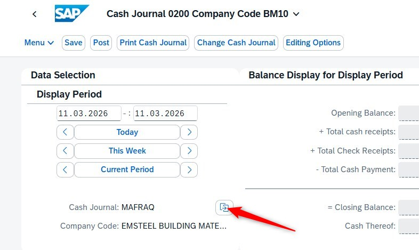 SAP
Cash Journal 0200 Company Code BM10
Menu Save Post Print Cash Journal Change Cash Journal Editing Options
Data Selection
Balance Display for Display Period
Display Period
11.03.2026 -: 11.03.2026
Opening Balance:
Today
+ Total cash receipts:
This Week
+ Total Check Receipts:
Current Period
- Total Cash Payment:
Cash Journal: MAFRAQ
= Closing Balance:
Company Code: EMSTEEL BUILDING MATE...
Cash Thereof: